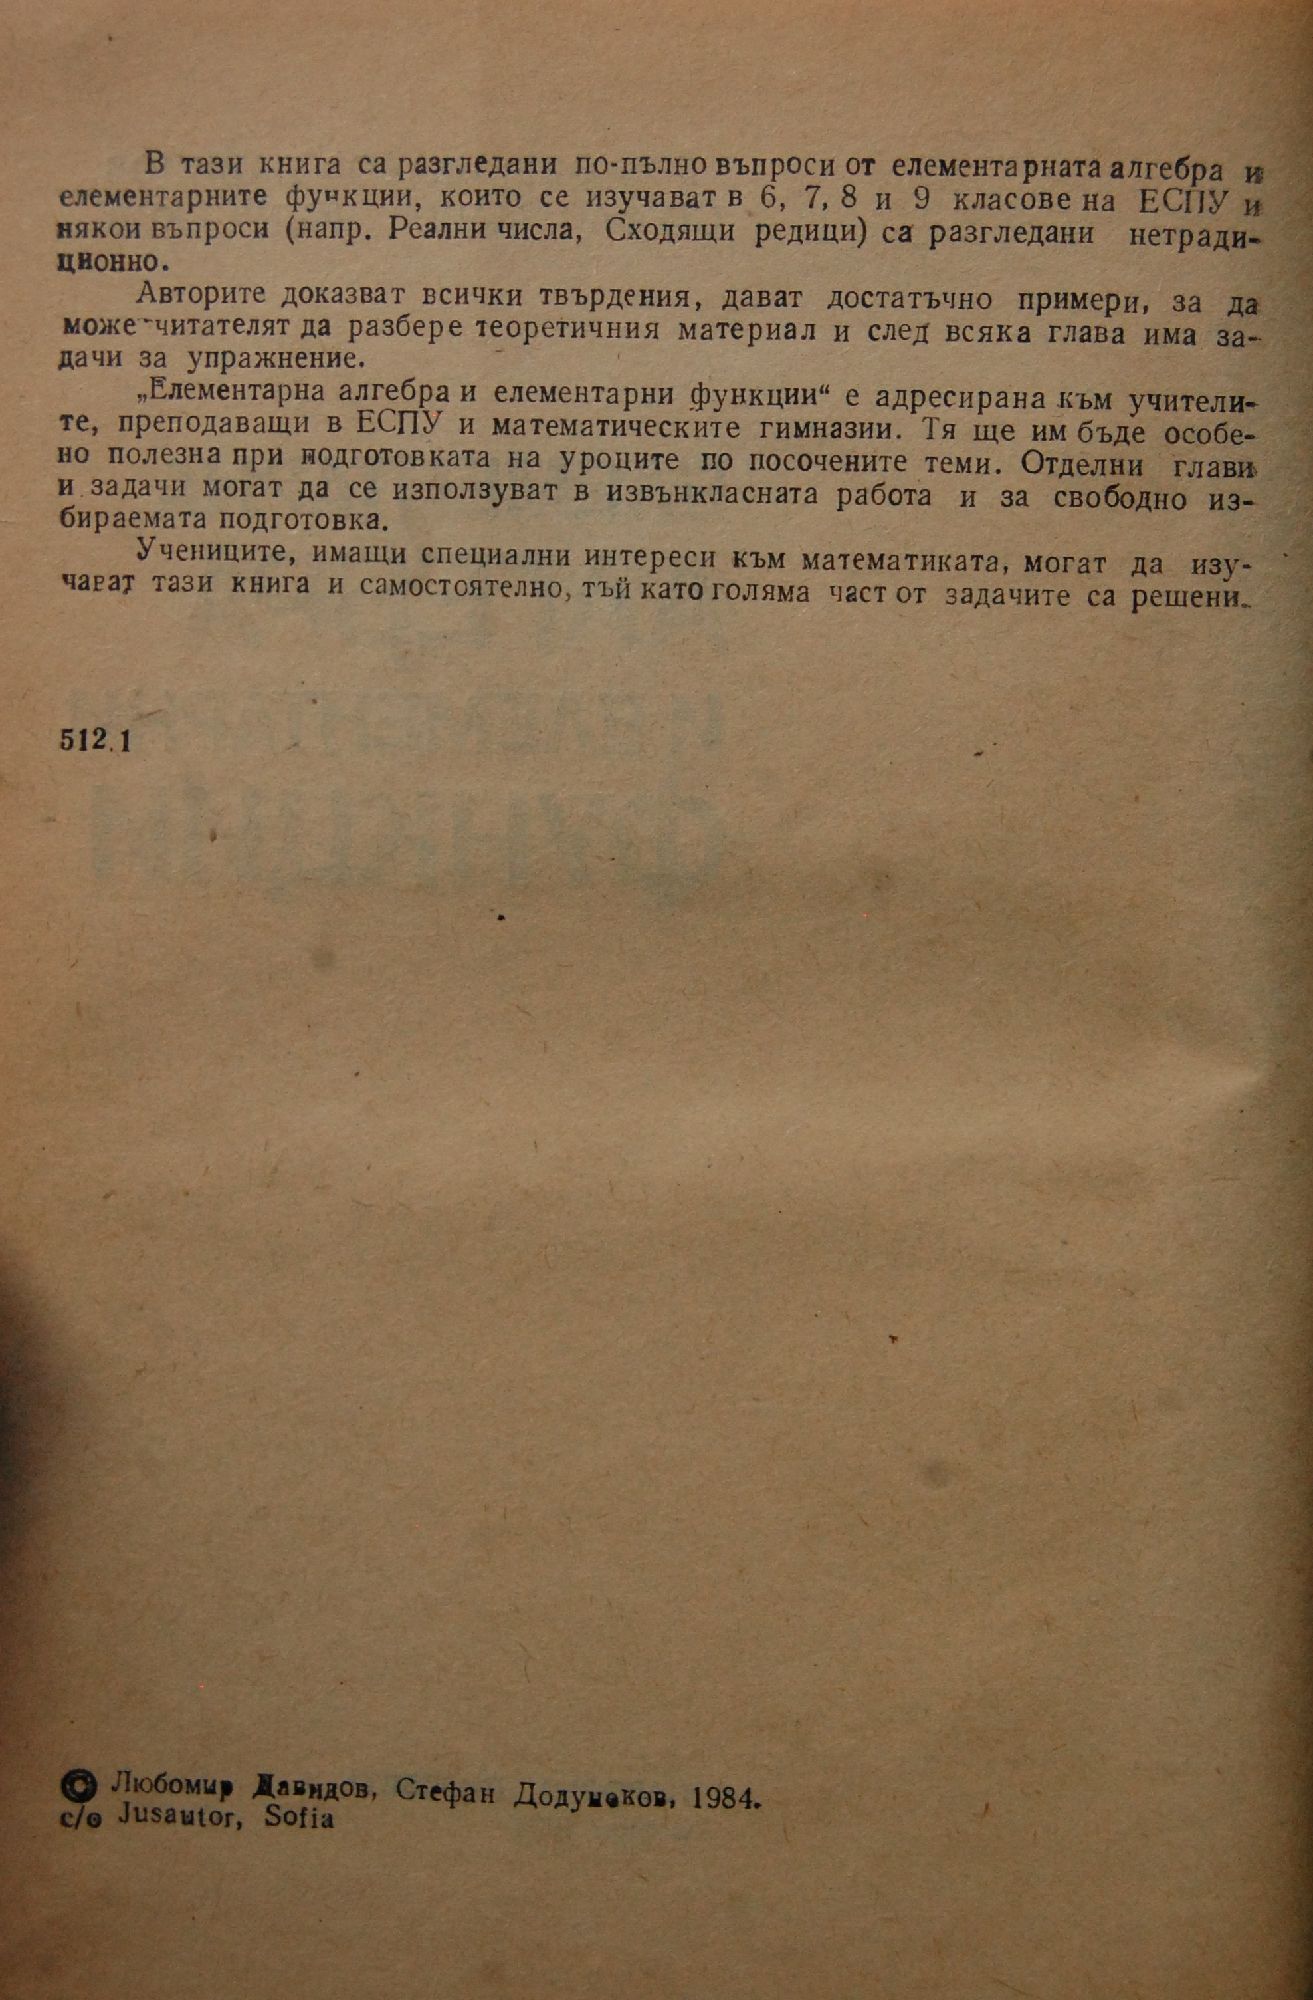 В тази книга са разгледани по-пълно въпроси от елементарната алгебра и
елементарните функции, които се изучават в 6, 7, 8 и 9 класове на ЕСПУ и
някои въпроси (напр. Реални числа, Сходящи редици) са разгледани нетради-
ционно.
Авторите доказват всички твърдения, дават достатъчно примери, за да
може читателят да разбере теоретичния материал и след всяка глава има за-
дачи за упражнение.
„Елементарна алгебра и елементарни функции“ е адресирана към учители-
те, преподаващи в ЕСПУ и математическите гимназии. Тя ще им бъде особе-
но полезна при подготовката на уроците по посочените теми. Отделни глави
и задачи могат да се използуват в извънкласната работа и за свободно из-
бираемата подготовка.
Учениците, имащи специални интереси към математиката, могат да изу-
чават тази книга и самостоятелно, тъй като голяма част от задачите са решени.
512.1
© Любомир Давидов, Стефан Додунеков, 1984.
c/o Jusautor, Sofia